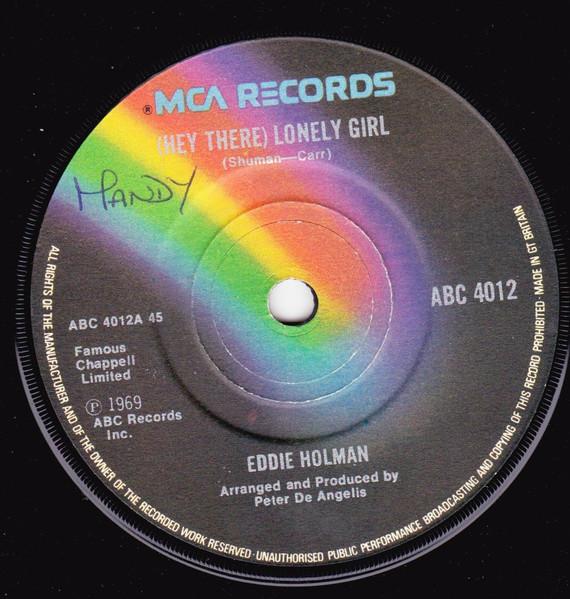 ® MCA RECORDS
(HEY THERE) LONELY GIRL
(Shuman—Carr)
MANDY
ABC 4012
ABC 4012A 45
Famous
Chappell
Limited
℗ 1969
ABC Records
Inc.
EDDIE HOLMAN
Arranged and Produced by
Peter De Angelis
ALL RIGHTS OF THE MANUFACTURER AND OF THE OWNER OF THE RECORDED WORK RESERVED · UNAUTHORISED PUBLIC PERFORMANCE BROADCASTING AND COPYING OF THIS RECORD PROHIBITED · MADE IN GT BRITAIN